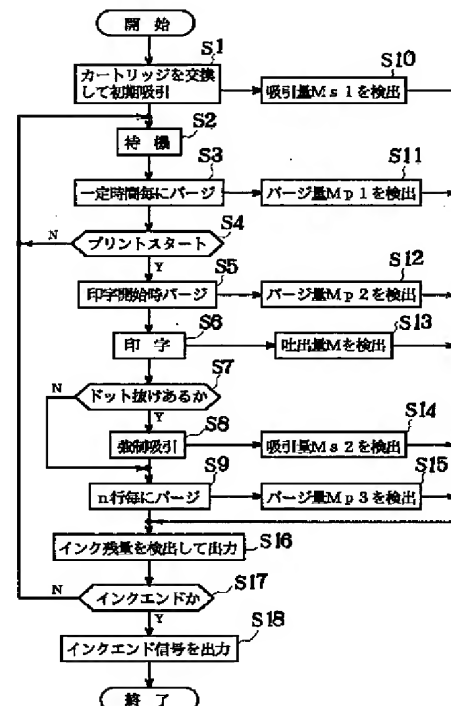 開始
S1
カートリッジを交換
して初期吸引
S10
吸引量Ms1を検出
S2
待機
S3
一定時間毎にパージ
S11
パージ量Mp1を検出
S4
N
プリントスタート
Y
S5
印字開始時パージ
S12
パージ量Mp2を検出
S6
印字
S13
吐出量Mを検出
S7
N
ドット抜けあるか
Y
S8
強制吸引
S14
吸引量Ms2を検出
S9
n行毎にパージ
S15
パージ量Mp3を検出
S16
インク残量を検出して出力
S17
N
インクエンドか
Y
S18
インクエンド信号を出力
終了